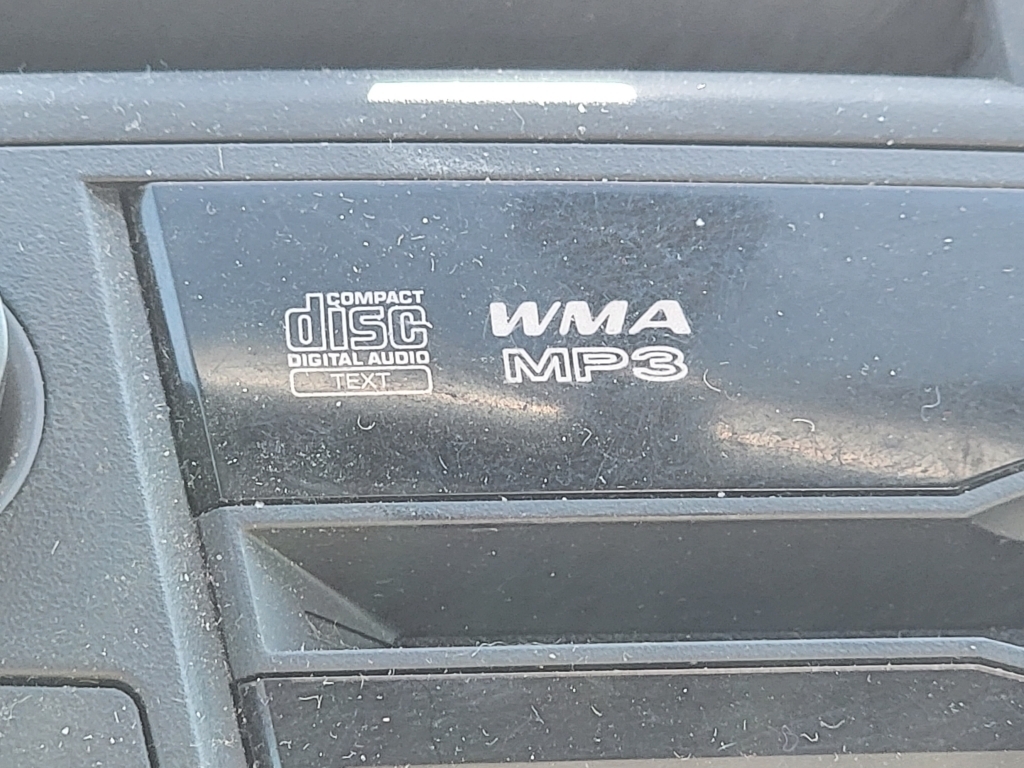 COMPACT
disc
DIGITAL AUDIO
TEXT
WMA
MP3